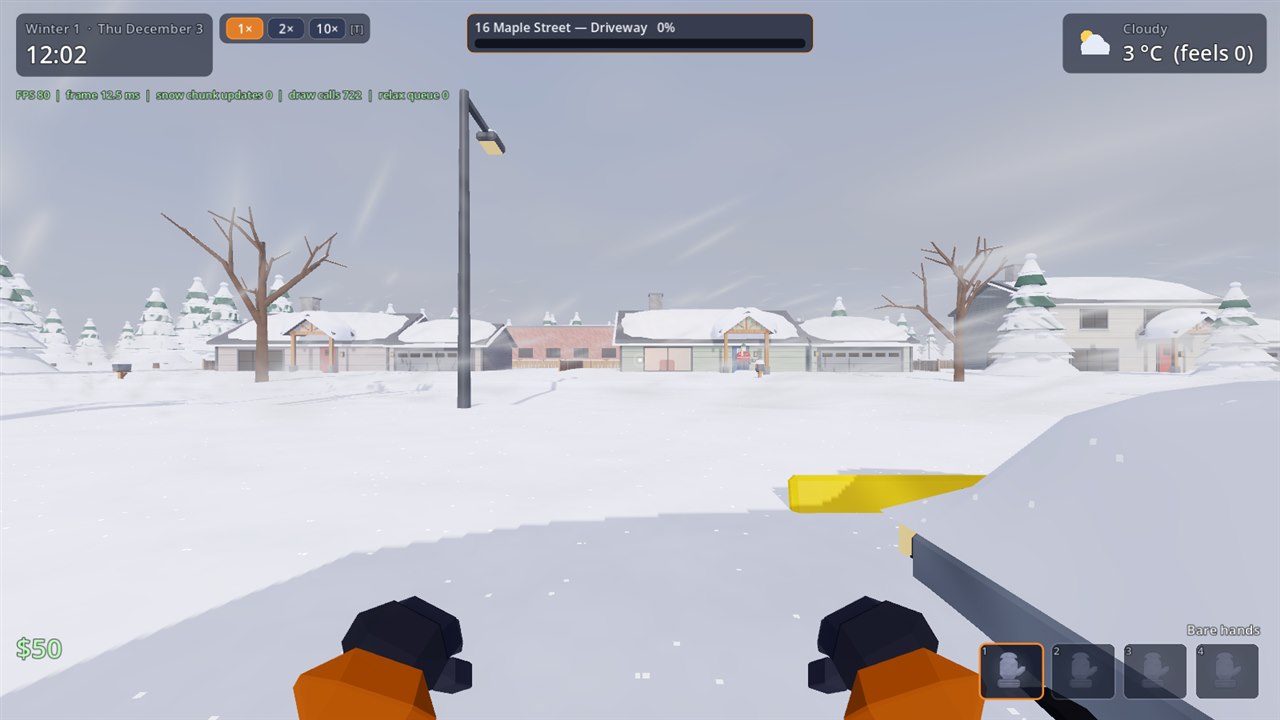 Winter 1 · Thu December 3
12:02
1× 2× 10× [T]
16 Maple Street — Driveway 0%
Cloudy
3 °C (feels 0)
FPS 80 | frame 12.5 ms | snow chunk updates 0 | draw calls 722 | relax queue 0
$50
Bare hands
1 2 3 4